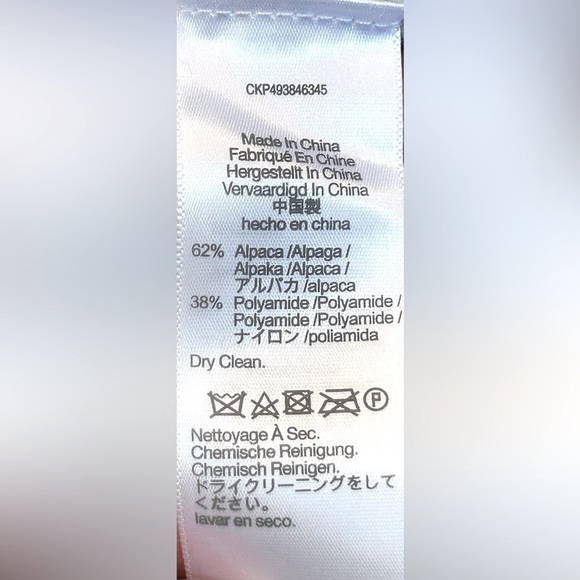 CKP493846345
Made In China
Fabriqué En Chine
Hergestellt In China
Vervaardigd In China
中国製
hecho en china
62% Alpaca /Alpaga /
Alpaka /Alpaca /
アルパカ /alpaca
38% Polyamide /Polyamide /
Polyamide /Polyamide /
ナイロン /poliamida
Dry Clean.
P
Nettoyage À Sec.
Chemische Reinigung.
Chemisch Reinigen.
ドライクリーニングをして
ください。
lavar en seco.